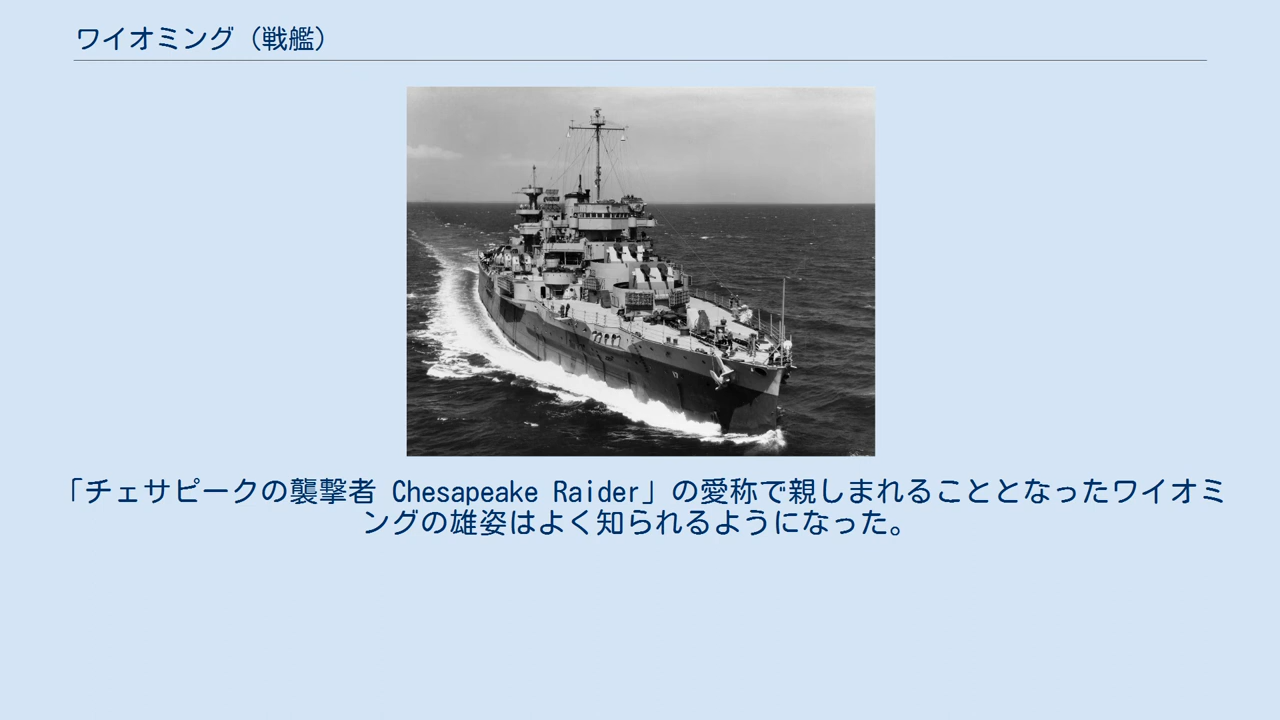 ワイオミング（戦艦）
「チェサピークの襲撃者 Chesapeake Raider」の愛称で親しまれることとなったワイオミ
ングの雄姿はよく知られるようになった。